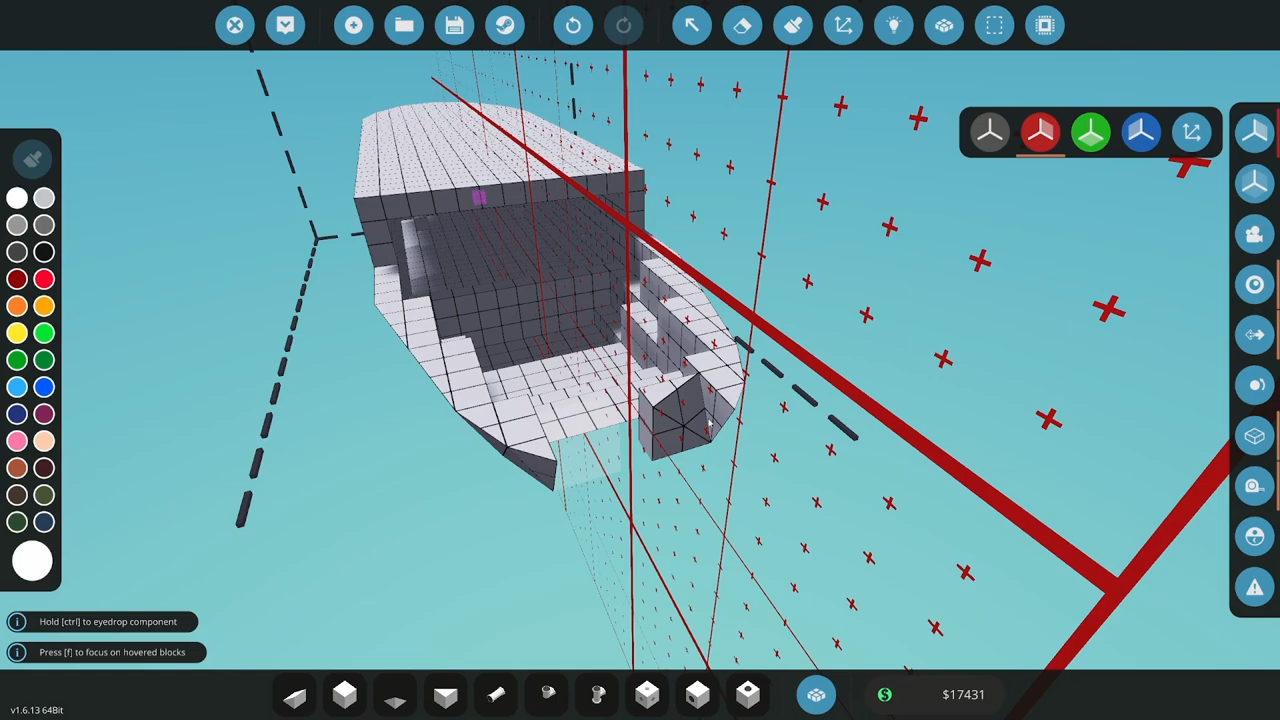 Hold [ctrl] to eyedrop component
Press [f] to focus on hovered blocks
$ $17431
v1.6.13 64Bit